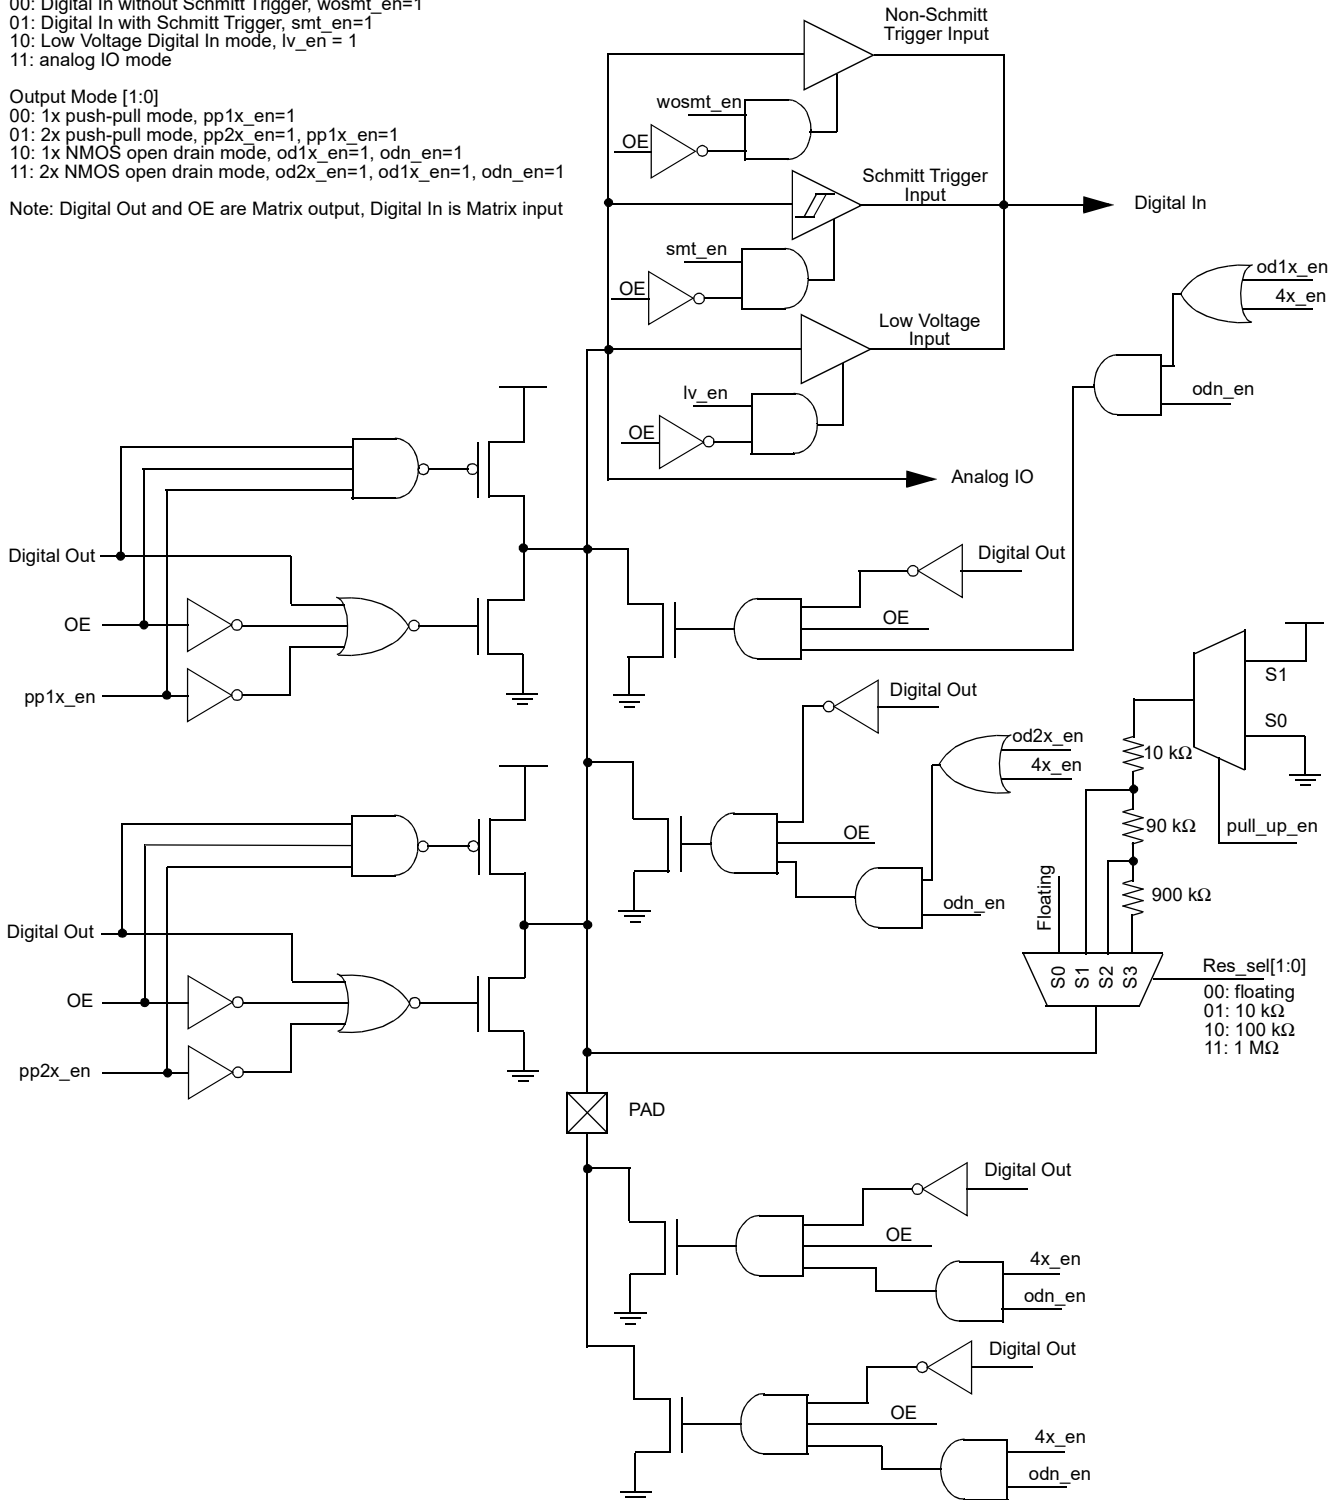 00: Digital In without Schmitt Trigger, wosmt_en=1
01: Digital In with Schmitt Trigger, smt_en=1
10: Low Voltage Digital In mode, lv_en = 1
11: analog IO mode
Output Mode [1:0]
00: 1x push-pull mode, pp1x_en=1
01: 2x push-pull mode, pp2x_en=1, pp1x_en=1
10: 1x NMOS open drain mode, od1x_en=1, odn_en=1
11: 2x NMOS open drain mode, od2x_en=1, od1x_en=1, odn_en=1
Note: Digital Out and OE are Matrix output, Digital In is Matrix input
Non-Schmitt
Trigger Input
wosmt_en
OE
Schmitt Trigger
Input
Digital In
smt_en
OE
od1x_en
4x_en
Low Voltage
Input
lv_en
odn_en
OE
Analog IO
Digital Out
OE
pp1x_en
Digital Out
OE
S1
S0
10 kΩ
90 kΩ
900 kΩ
pull_up_en
Digital Out
od2x_en
4x_en
OE
odn_en
Floating
S0
S1
S2
S3
Res_sel[1:0]
00: floating
01: 10 kΩ
10: 100 kΩ
11: 1 MΩ
Digital Out
OE
pp2x_en
PAD
Digital Out
OE
4x_en
odn_en
Digital Out
OE
4x_en
odn_en